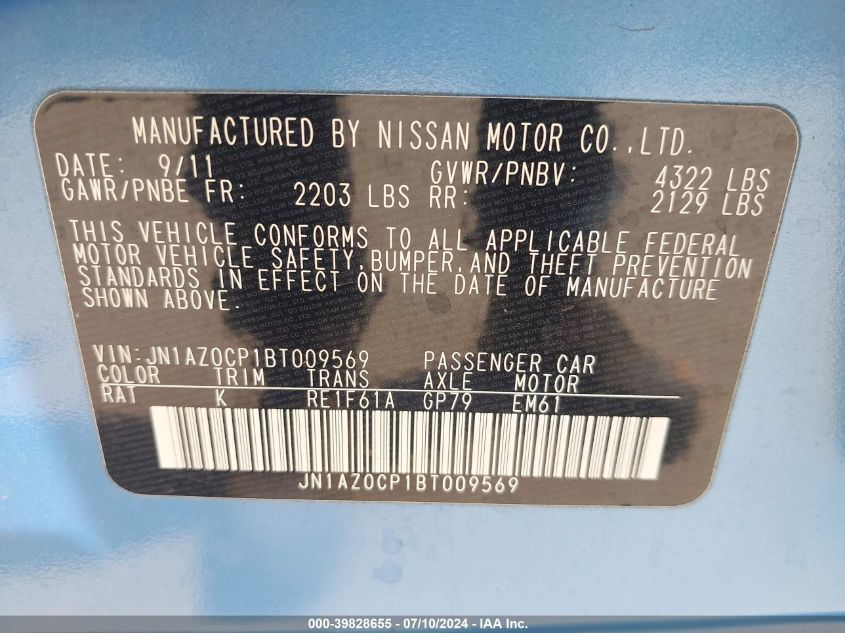 MANUFACTURED BY NISSAN MOTOR CO.,LTD.
DATE: 9/11 GVWR/PNBV: 4322 LBS
GAWR/PNBE FR: 2203 LBS RR: 2129 LBS
THIS VEHICLE CONFORMS TO ALL APPLICABLE FEDERAL
MOTOR VEHICLE SAFETY,BUMPER,AND THEFT PREVENTION
STANDARDS IN EFFECT ON THE DATE OF MANUFACTURE
SHOWN ABOVE.
VIN:JN1AZ0CP1BT009569 PASSENGER CAR
COLOR TRIM TRANS AXLE MOTOR
RAT K RE1F61A GP79 EM61
JN1AZ0CP1BT009569
000-39828655 - 07/10/2024 - IAA Inc.